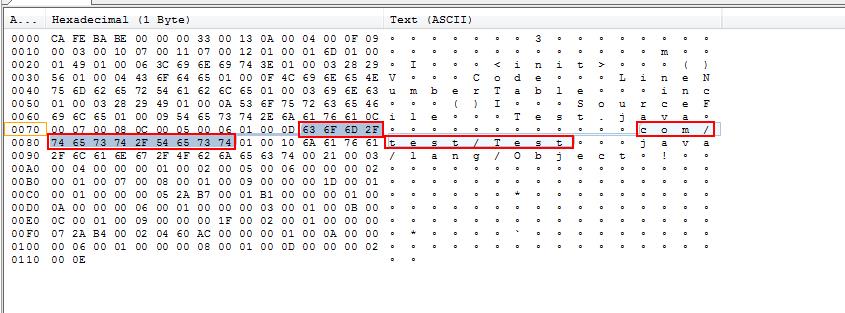 A... Hexadecimal (1 Byte) Text (ASCII)
0000 CA FE BA BE 00 00 00 33 00 13 0A 00 04 00 0F 09 ∘ ∘ ∘ ∘ ∘ ∘ ∘ 3 ∘ ∘ ∘ ∘ ∘ ∘ ∘ ∘
0010 00 03 00 10 07 00 11 07 00 12 01 00 01 6D 01 00 ∘ ∘ ∘ ∘ ∘ ∘ ∘ ∘ ∘ ∘ ∘ ∘ ∘ m ∘ ∘
0020 01 49 01 00 06 3C 69 6E 69 74 3E 01 00 03 28 29 ∘ I ∘ ∘ ∘ < i n i t > ∘ ∘ ∘ ( )
0030 56 01 00 04 43 6F 64 65 01 00 0F 4C 69 6E 65 4E V ∘ ∘ ∘ C o d e ∘ ∘ ∘ L i n e N
0040 75 6D 62 65 72 54 61 62 6C 65 01 00 03 69 6E 63 u m b e r T a b l e ∘ ∘ ∘ i n c
0050 01 00 03 28 29 49 01 00 0A 53 6F 75 72 63 65 46 ∘ ∘ ∘ ( ) I ∘ ∘ ∘ S o u r c e F
0060 69 6C 65 01 00 09 54 65 73 74 2E 6A 61 76 61 0C i l e ∘ ∘ ∘ T e s t . j a v a ∘
0070 00 07 00 08 0C 00 05 00 06 01 00 0D 63 6F 6D 2F ∘ ∘ ∘ ∘ ∘ ∘ ∘ ∘ ∘ ∘ ∘ ∘ c o m /
0080 74 65 73 74 2F 54 65 73 74 01 00 10 6A 61 76 61 t e s t / T e s t ∘ ∘ ∘ j a v a
0090 2F 6C 61 6E 67 2F 4F 62 6A 65 63 74 00 21 00 03 / l a n g / O b j e c t ∘ ! ∘ ∘
00A0 00 04 00 00 00 01 00 02 00 05 00 06 00 00 00 02 ∘ ∘ ∘ ∘ ∘ ∘ ∘ ∘ ∘ ∘ ∘ ∘ ∘ ∘ ∘ ∘
00B0 00 01 00 07 00 08 00 01 00 09 00 00 00 1D 00 01 ∘ ∘ ∘ ∘ ∘ ∘ ∘ ∘ ∘ ∘ ∘ ∘ ∘ ∘ ∘ ∘
00C0 00 01 00 00 00 05 2A B7 00 01 B1 00 00 00 01 00 ∘ ∘ ∘ ∘ ∘ ∘ * ∘ ∘ ∘ ∘ ∘ ∘ ∘ ∘ ∘
00D0 0A 00 00 00 06 00 01 00 00 00 03 00 01 00 0B 00 ∘ ∘ ∘ ∘ ∘ ∘ ∘ ∘ ∘ ∘ ∘ ∘ ∘ ∘ ∘ ∘
00E0 0C 00 01 00 09 00 00 00 1F 00 02 00 01 00 00 00 ∘ ∘ ∘ ∘ ∘ ∘ ∘ ∘ ∘ ∘ ∘ ∘ ∘ ∘ ∘ ∘
00F0 07 2A B4 00 02 04 60 AC 00 00 00 01 00 0A 00 00 ∘ * ∘ ∘ ∘ ∘ ` ∘ ∘ ∘ ∘ ∘ ∘ ∘ ∘ ∘
0100 00 06 00 01 00 00 00 08 00 01 00 0D 00 00 00 02 ∘ ∘ ∘ ∘ ∘ ∘ ∘ ∘ ∘ ∘ ∘ ∘ ∘ ∘ ∘ ∘
0110 00 0E ∘ ∘